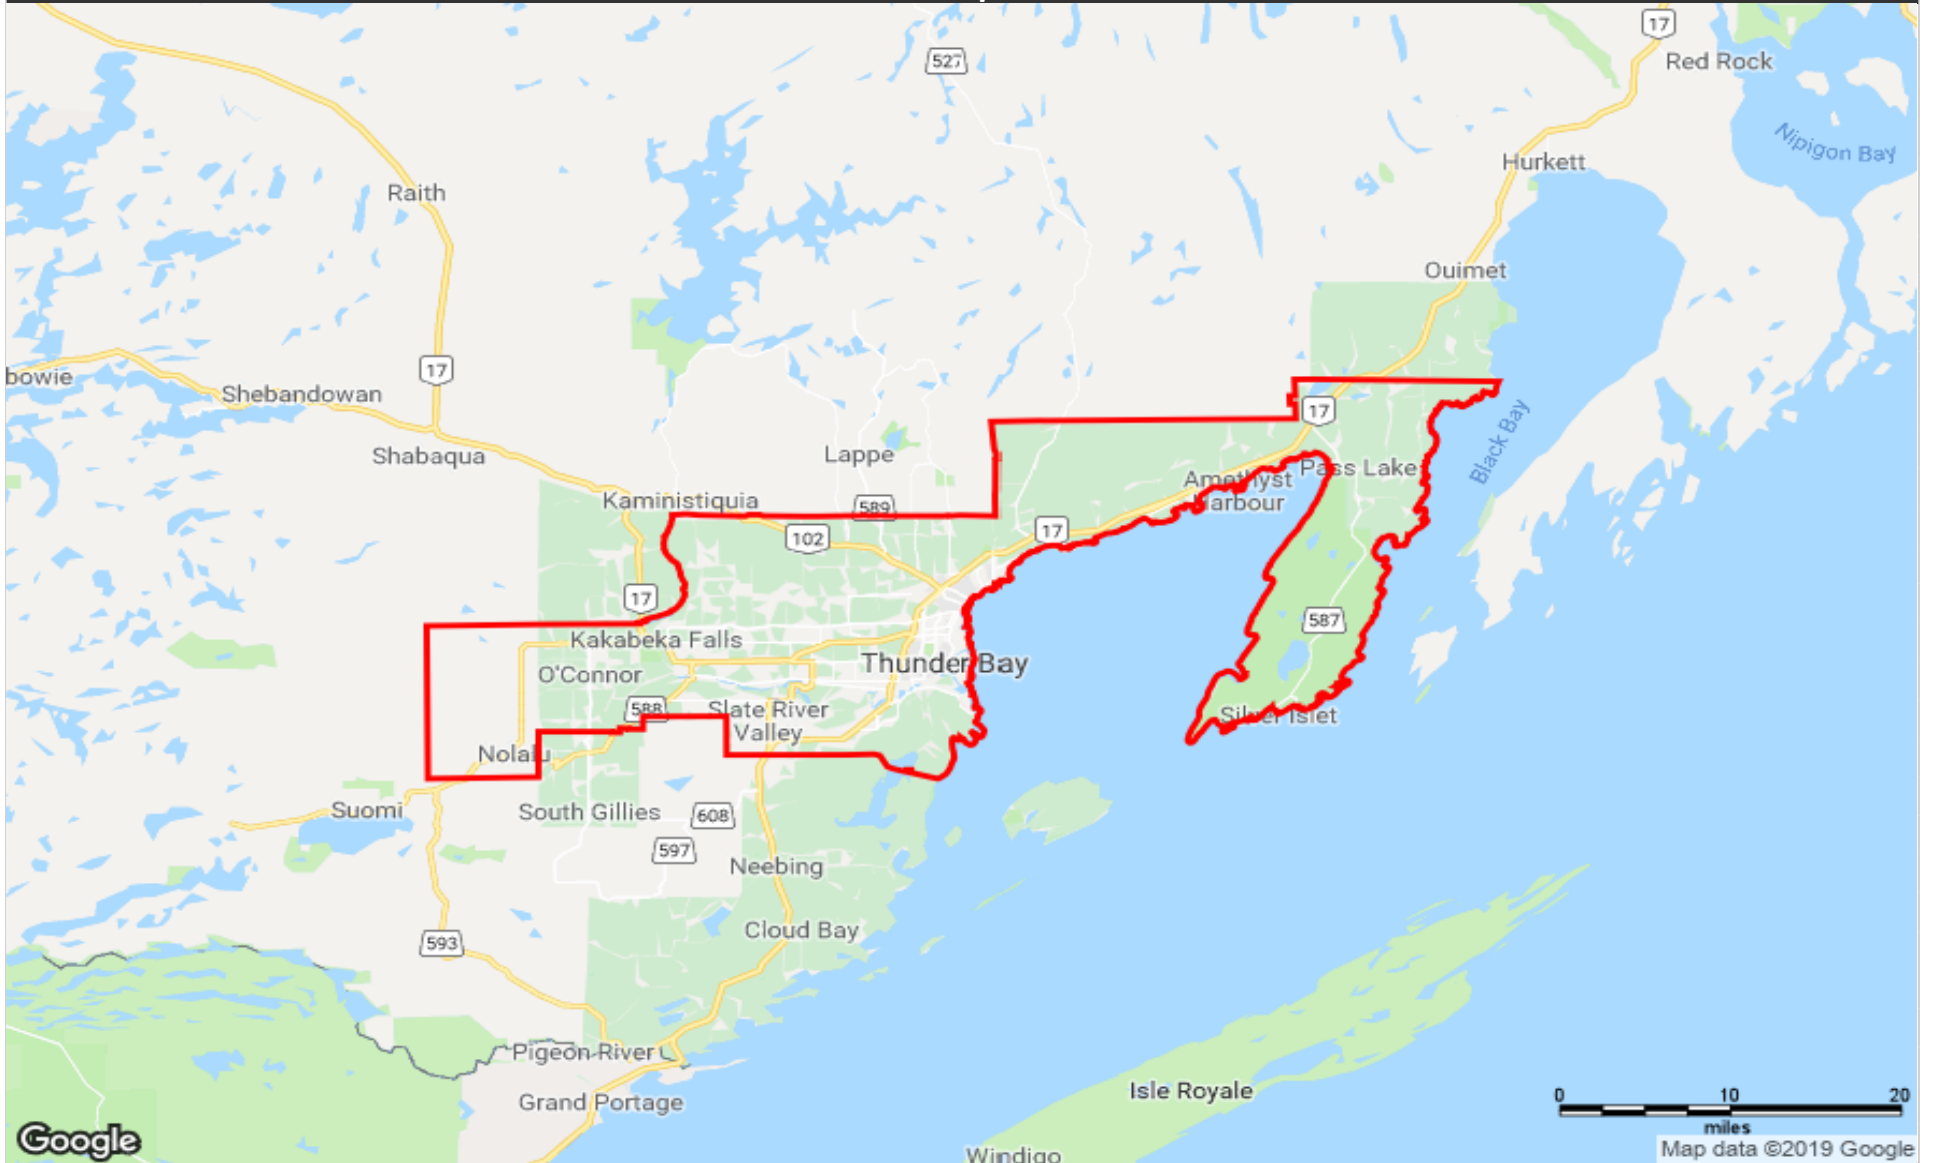 17
Red Rock
527
Nipigon Bay
Hurkett
Raith
Ouimet
17
bowie
Shebandowan
17
Black Bay
Shabaqua
Lappe
Pass Lake
Amethyst
Harbour
Kaministiquia
589
17
102
17
587
Kakabeka Falls
Thunder Bay
O'Connor
588
Slate River
Valley
Silver Islet
Nolalu
Suomi
South Gillies
608
597
Neebing
Cloud Bay
593
Pigeon River
Isle Royale
Grand Portage
0 10 20
miles
Google
Map data ©2019 Google
Windigo